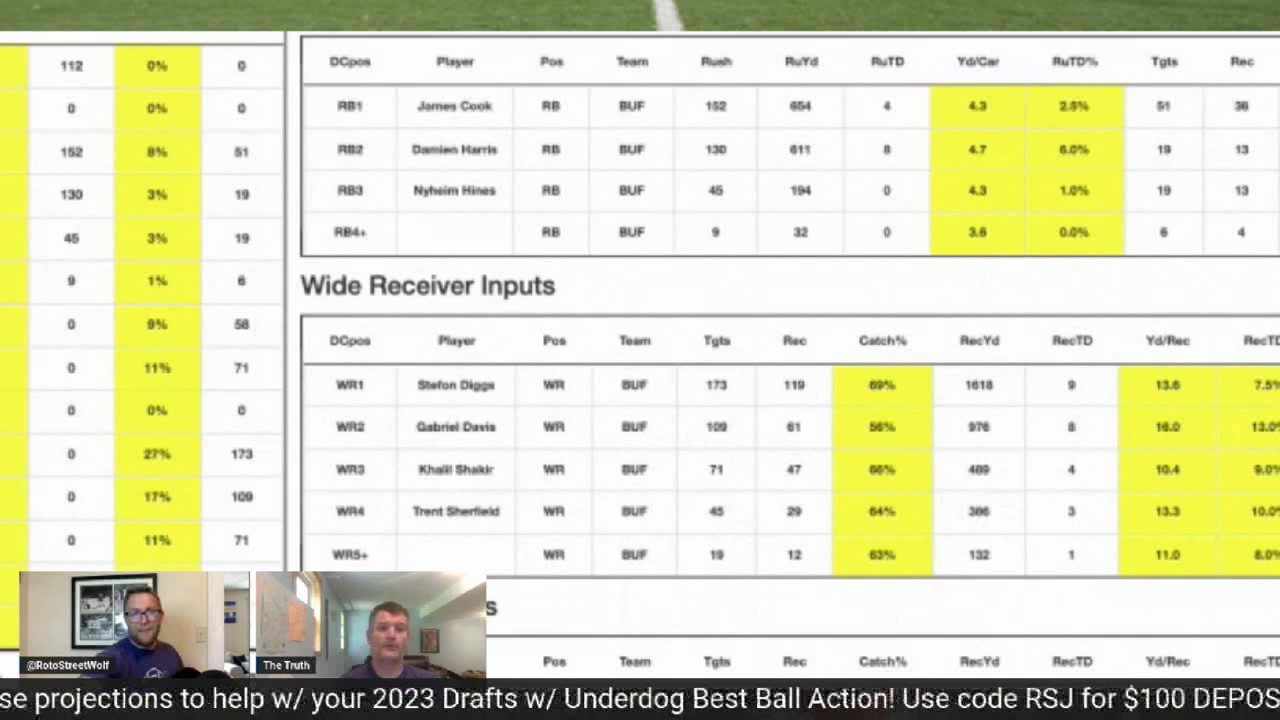 112 0% 0
0 0% 0
152 8% 51
130 3% 19
45 3% 19
9 1% 6
0 9% 58
0 11% 71
0 0% 0
0 27% 173
0 17% 109
0 11% 71
DCpos Player Pos Team Rush RuYd RuTD Yd/Car RuTD% Tgts Rec
RB1 James Cook RB BUF 152 654 4 4.3 2.5% 51 36
RB2 Damien Harris RB BUF 130 611 8 4.7 6.0% 19 13
RB3 Nyheim Hines RB BUF 45 194 0 4.3 1.0% 19 13
RB4+ RB BUF 9 32 0 3.6 0.0% 6 4
Wide Receiver Inputs
DCpos Player Pos Team Tgts Rec Catch% RecYd RecTD Yd/Rec RecTD
WR1 Stefon Diggs WR BUF 173 119 69% 1618 9 13.6 7.5%
WR2 Gabriel Davis WR BUF 109 61 56% 976 8 16.0 13.0%
WR3 Khalil Shakir WR BUF 71 47 66% 489 4 10.4 9.0%
WR4 Trent Sherfield WR BUF 45 29 64% 386 3 13.3 10.0%
WR5+ WR BUF 19 12 63% 132 1 11.0 8.0%
s
Pos Team Tgts Rec Catch% RecYd RecTD Yd/Rec RecTD
@RotoStreetWolf
The Truth
se projections to help w/ your 2023 Drafts w/ Underdog Best Ball Action! Use code RSJ for $100 DEPOS